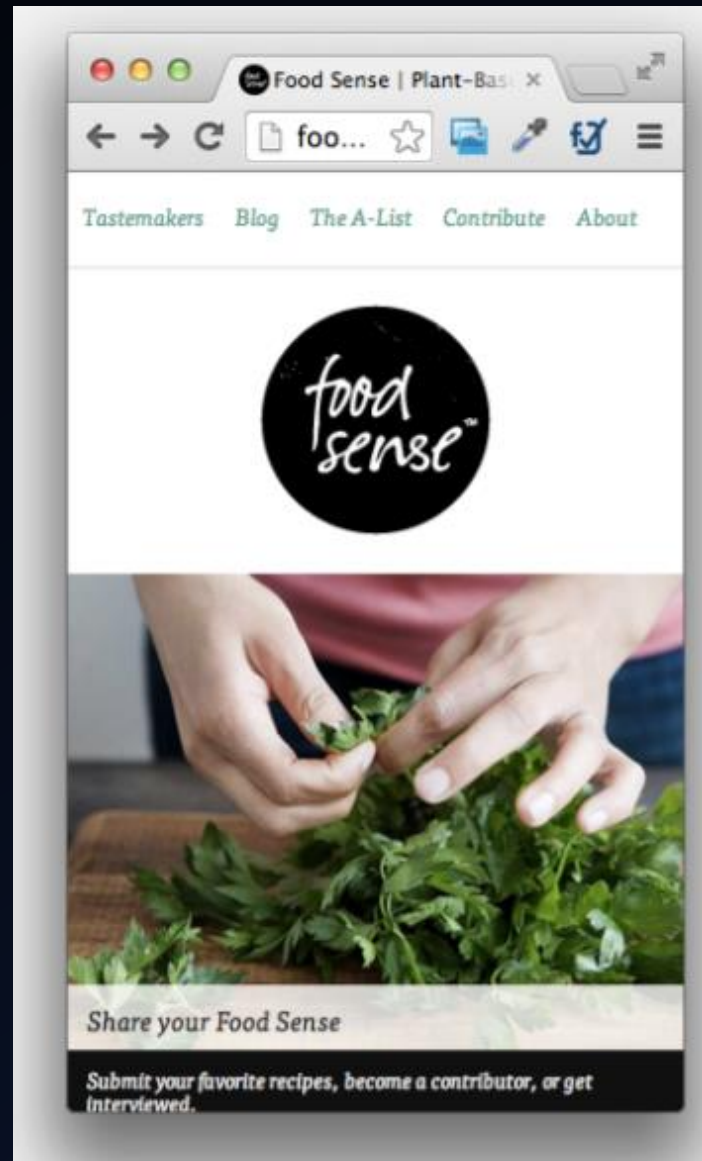 Food Sense | Plant-Bas
foo...
Tastemakers Blog The A-List Contribute About
food
sense™
Share your Food Sense
Submit your favorite recipes, become a contributor, or get
interviewed.